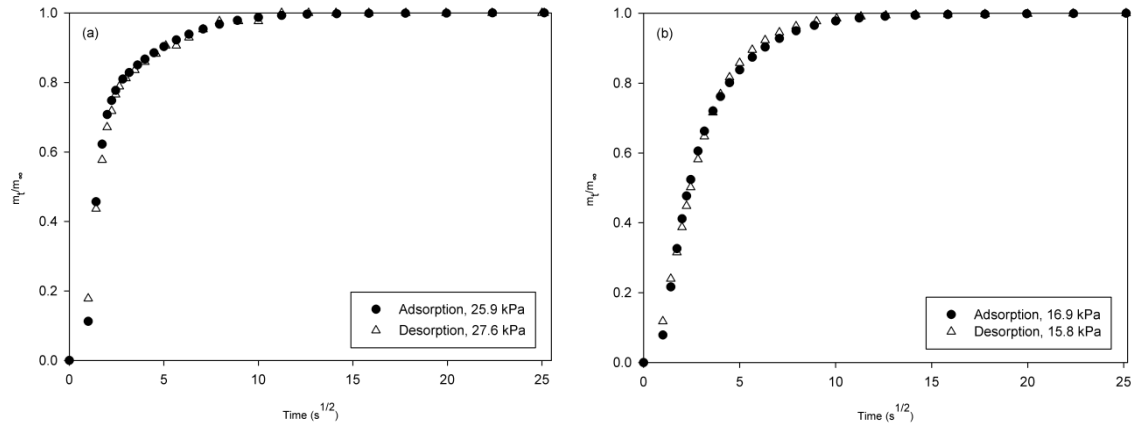 (a)
1.0
0.8
0.6
0.4
0.2
0.0
m_t/m_∞
Adsorption, 25.9 kPa
Desorption, 27.6 kPa
0 5 10 15 20 25
Time (s^1/2)
(b)
1.0
0.8
0.6
0.4
0.2
0.0
m_t/m_∞
Adsorption, 16.9 kPa
Desorption, 15.8 kPa
0 5 10 15 20 25
Time (s^1/2)